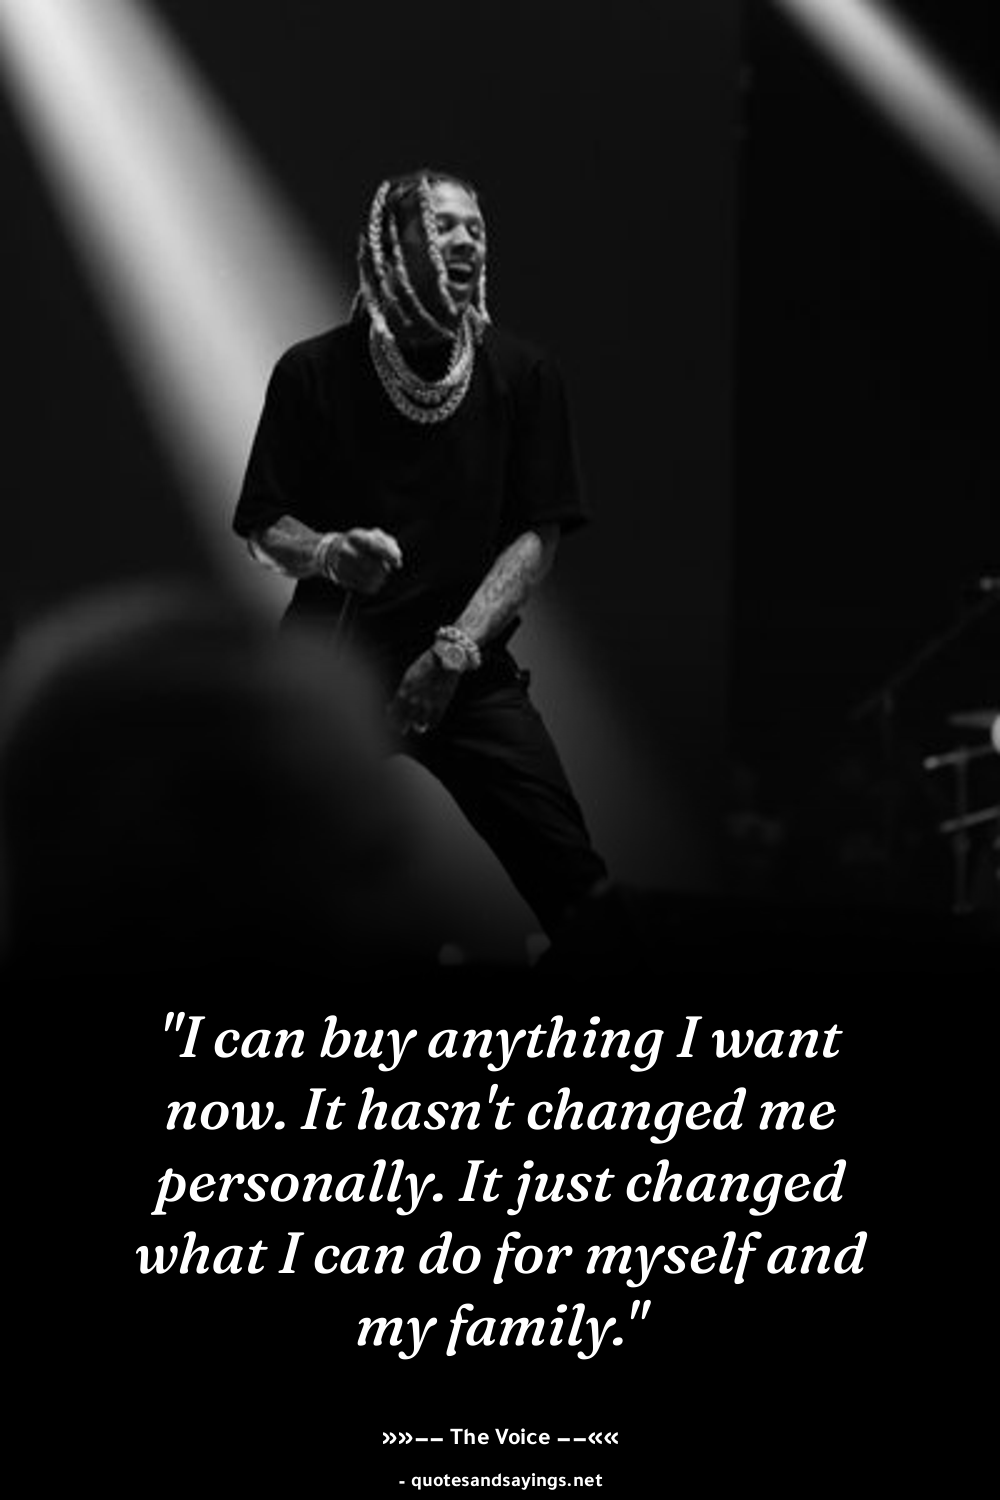 "I can buy anything I want
now. It hasn't changed me
personally. It just changed
what I can do for myself and
my family."
»»−− The Voice −−««
- quotesandsayings.net